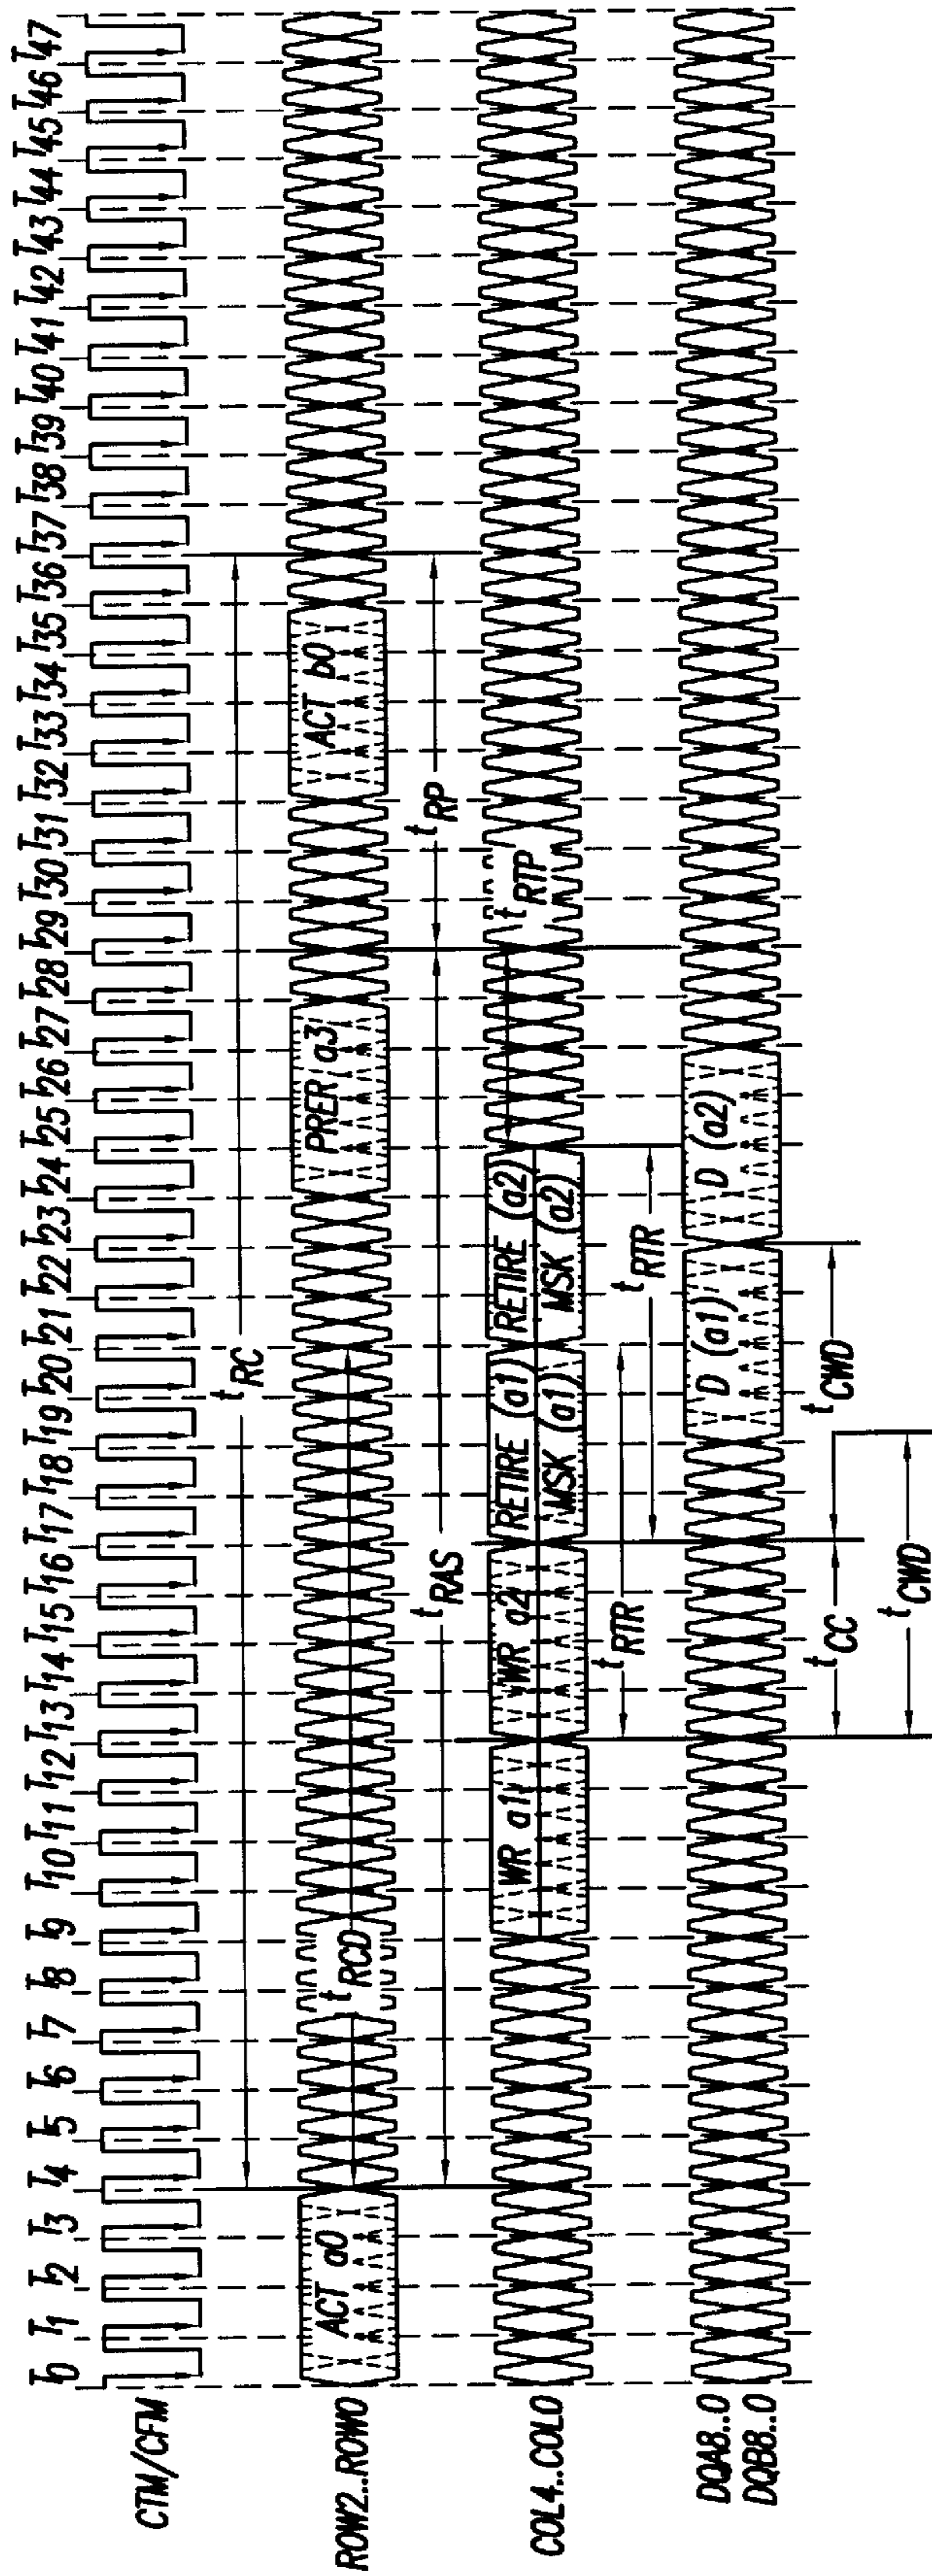 T0 T1 T2 T3 T4 T5 T6 T7 T8 T9 T10 T11 T12 T13 T14 T15 T16 T17 T18 T19 T20 T21 T22 T23 T24 T25 T26 T27 T28 T29 T30 T31 T32 T33 T34 T35 T36 T37 T38 T39 T40 T41 T42 T43 T44 T45 T46 T47
CTM/CFM
tRC
ROW2..ROW0
ACT a0
PRER a3
ACT b0
tRCD
tRAS
tRP
COL4..COL0
WR a1
WR a2
RETIRE (a1)
MSK (a1)
RETIRE (a2)
MSK (a2)
tRTP
tRTR
tRTR
DQA8..0
DQB8..0
D (a1)
D (a2)
tCC
tCWD
tCWD